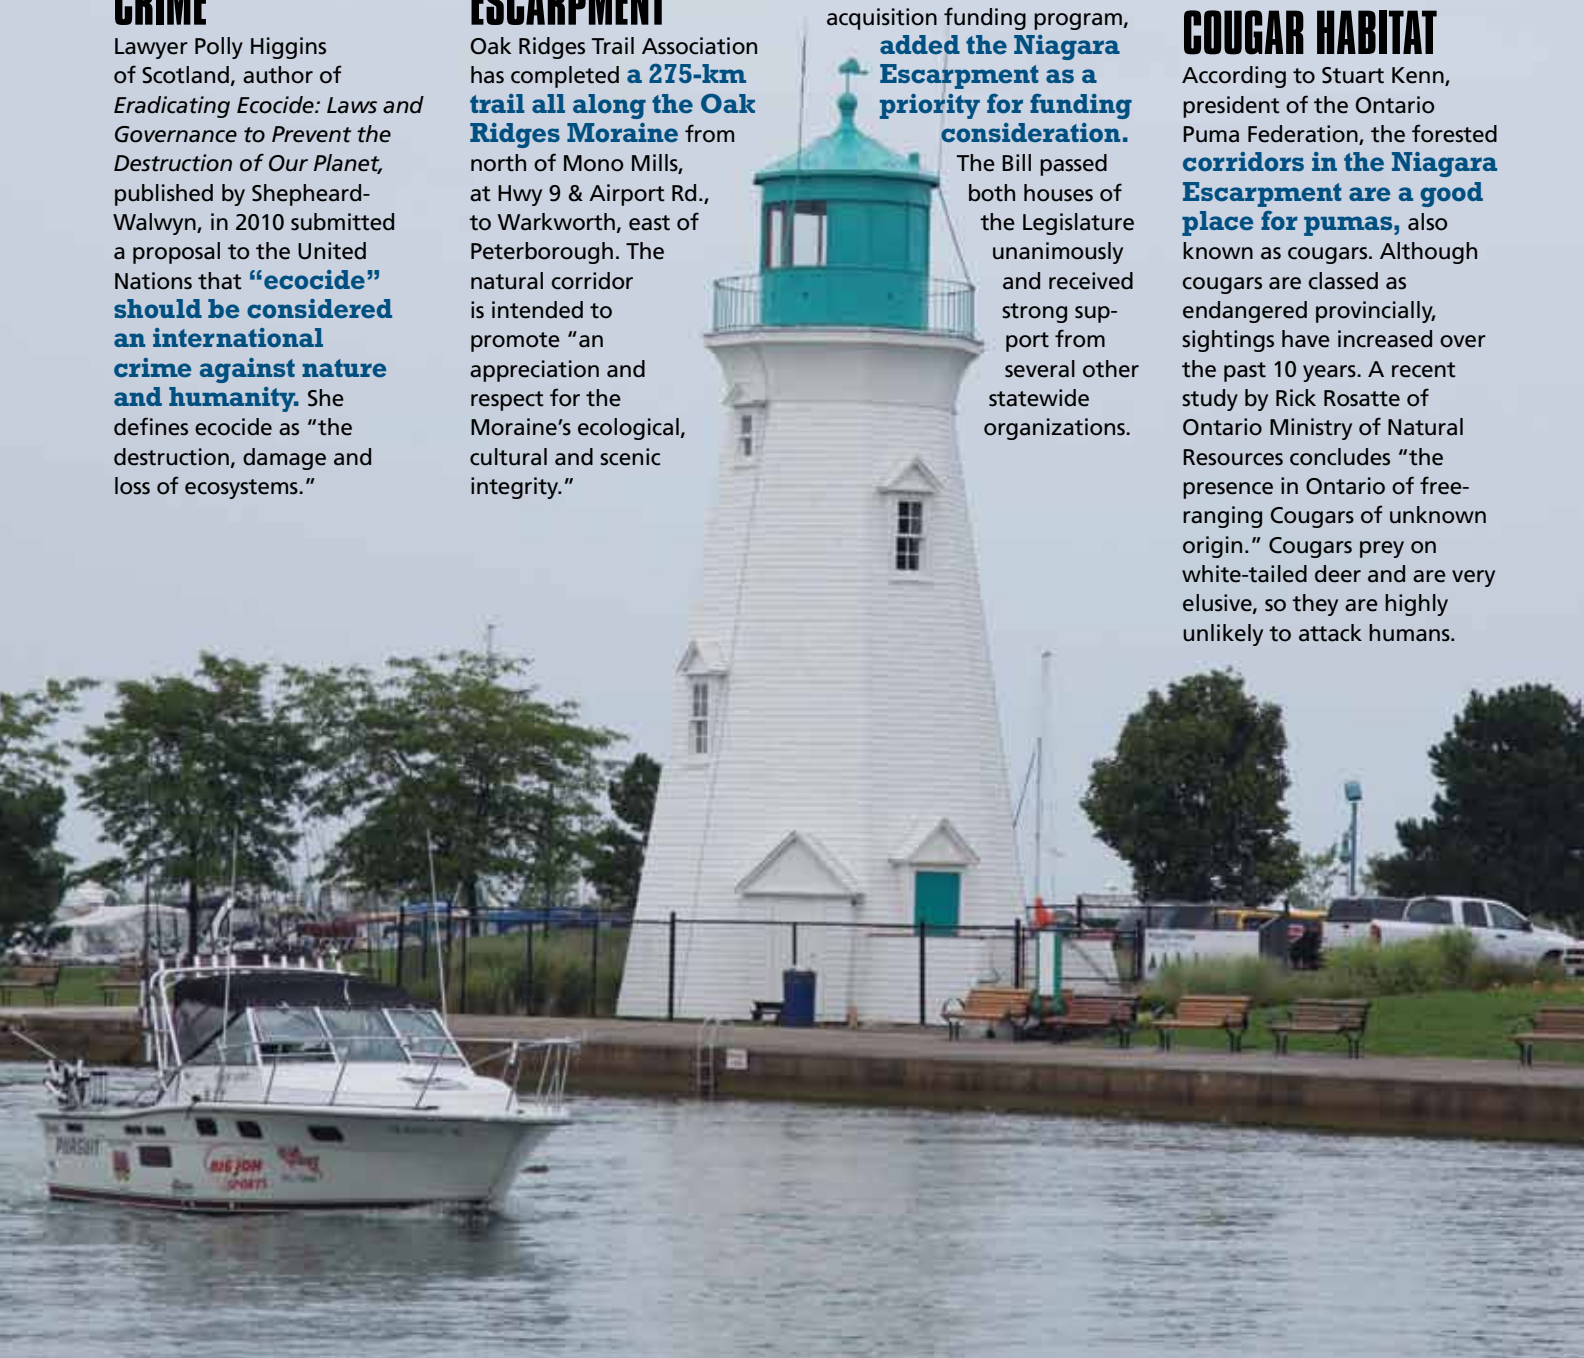 CRIME
Lawyer Polly Higgins
of Scotland, author of
Eradicating Ecocide: Laws and
Governance to Prevent the
Destruction of Our Planet,
published by Shepheard-
Walwyn, in 2010 submitted
a proposal to the United
Nations that “ecocide”
should be considered
an international
crime against nature
and humanity. She
defines ecocide as “the
destruction, damage and
loss of ecosystems.”
ESCARPMENT
Oak Ridges Trail Association
has completed a 275-km
trail all along the Oak
Ridges Moraine from
north of Mono Mills,
at Hwy 9 & Airport Rd.,
to Warkworth, east of
Peterborough. The
natural corridor
is intended to
promote “an
appreciation and
respect for the
Moraine’s ecological,
cultural and scenic
integrity.”
acquisition funding program,
added the Niagara
Escarpment as a
priority for funding
consideration.
The Bill passed
both houses of
the Legislature
unanimously
and received
strong sup-
port from
several other
statewide
organizations.
COUGAR HABITAT
According to Stuart Kenn,
president of the Ontario
Puma Federation, the forested
corridors in the Niagara
Escarpment are a good
place for pumas, also
known as cougars. Although
cougars are classed as
endangered provincially,
sightings have increased over
the past 10 years. A recent
study by Rick Rosatte of
Ontario Ministry of Natural
Resources concludes “the
presence in Ontario of free-
ranging Cougars of unknown
origin.” Cougars prey on
white-tailed deer and are very
elusive, so they are highly
unlikely to attack humans.
PURSUIT
BIG JON
SPORTS